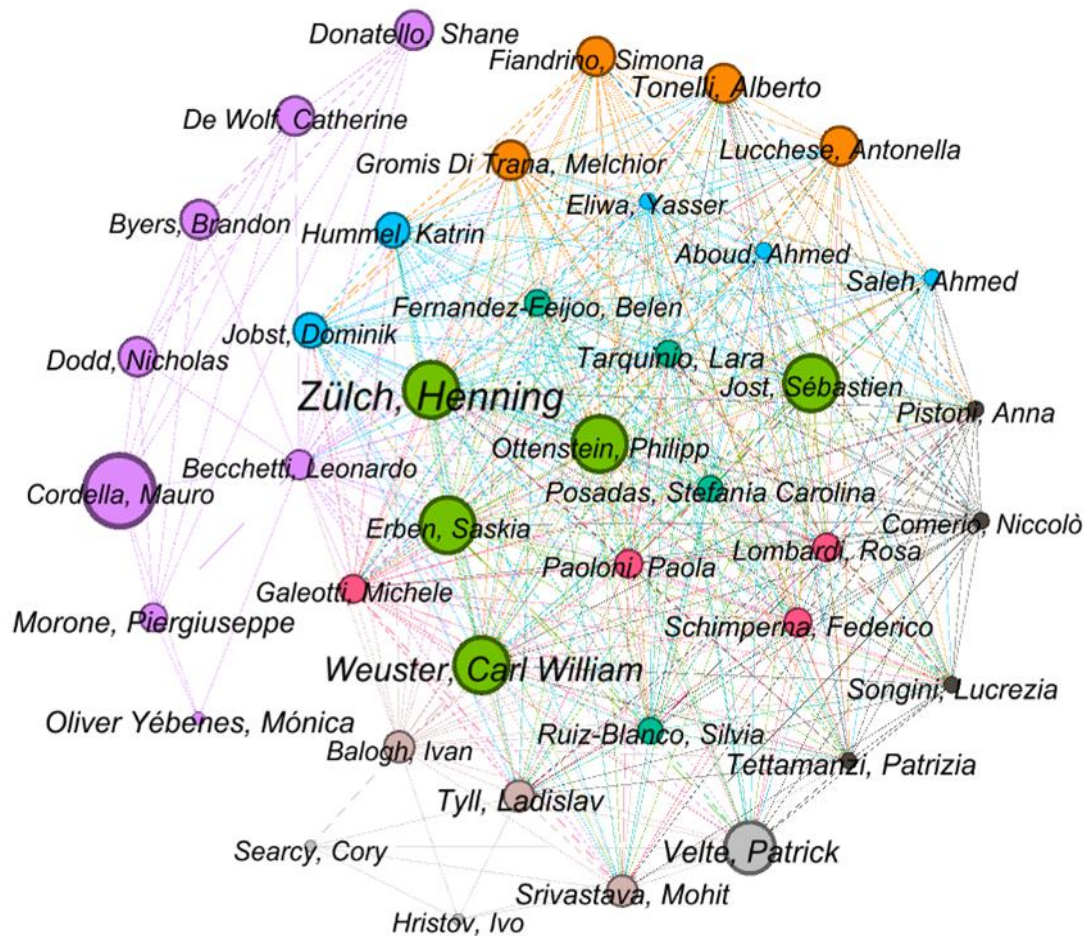 Donatello, Shane
Fiandrino, Simona
Tonelli, Alberto
De Wolf, Catherine
Gromis Di Trana, Melchior
Lucchese, Antonella
Eliwa, Yasser
Byers, Brandon
Hummel, Katrin
Aboud, Ahmed
Saleh, Ahmed
Fernandez-Feijoo, Belen
Jobst, Dominik
Dodd, Nicholas
Tarquinio, Lara
Jost, Sébastien
Zülch, Henning
Pistoni, Anna
Ottenstein, Philipp
Becchetti, Leonardo
Cordella, Mauro
Posadas, Stefania Carolina
Erben, Saskia
Comerio, Niccolò
Lombardi, Rosa
Paoloni, Paola
Galeotti, Michele
Morone, Piergiuseppe
Schimperna, Federico
Weuster, Carl William
Songini, Lucrezia
Oliver Yébenes, Mónica
Ruiz-Blanco, Silvia
Balogh, Ivan
Tettamanzi, Patrizia
Tyll, Ladislav
Searcy, Cory
Velte, Patrick
Srivastava, Mohit
Hristov, Ivo